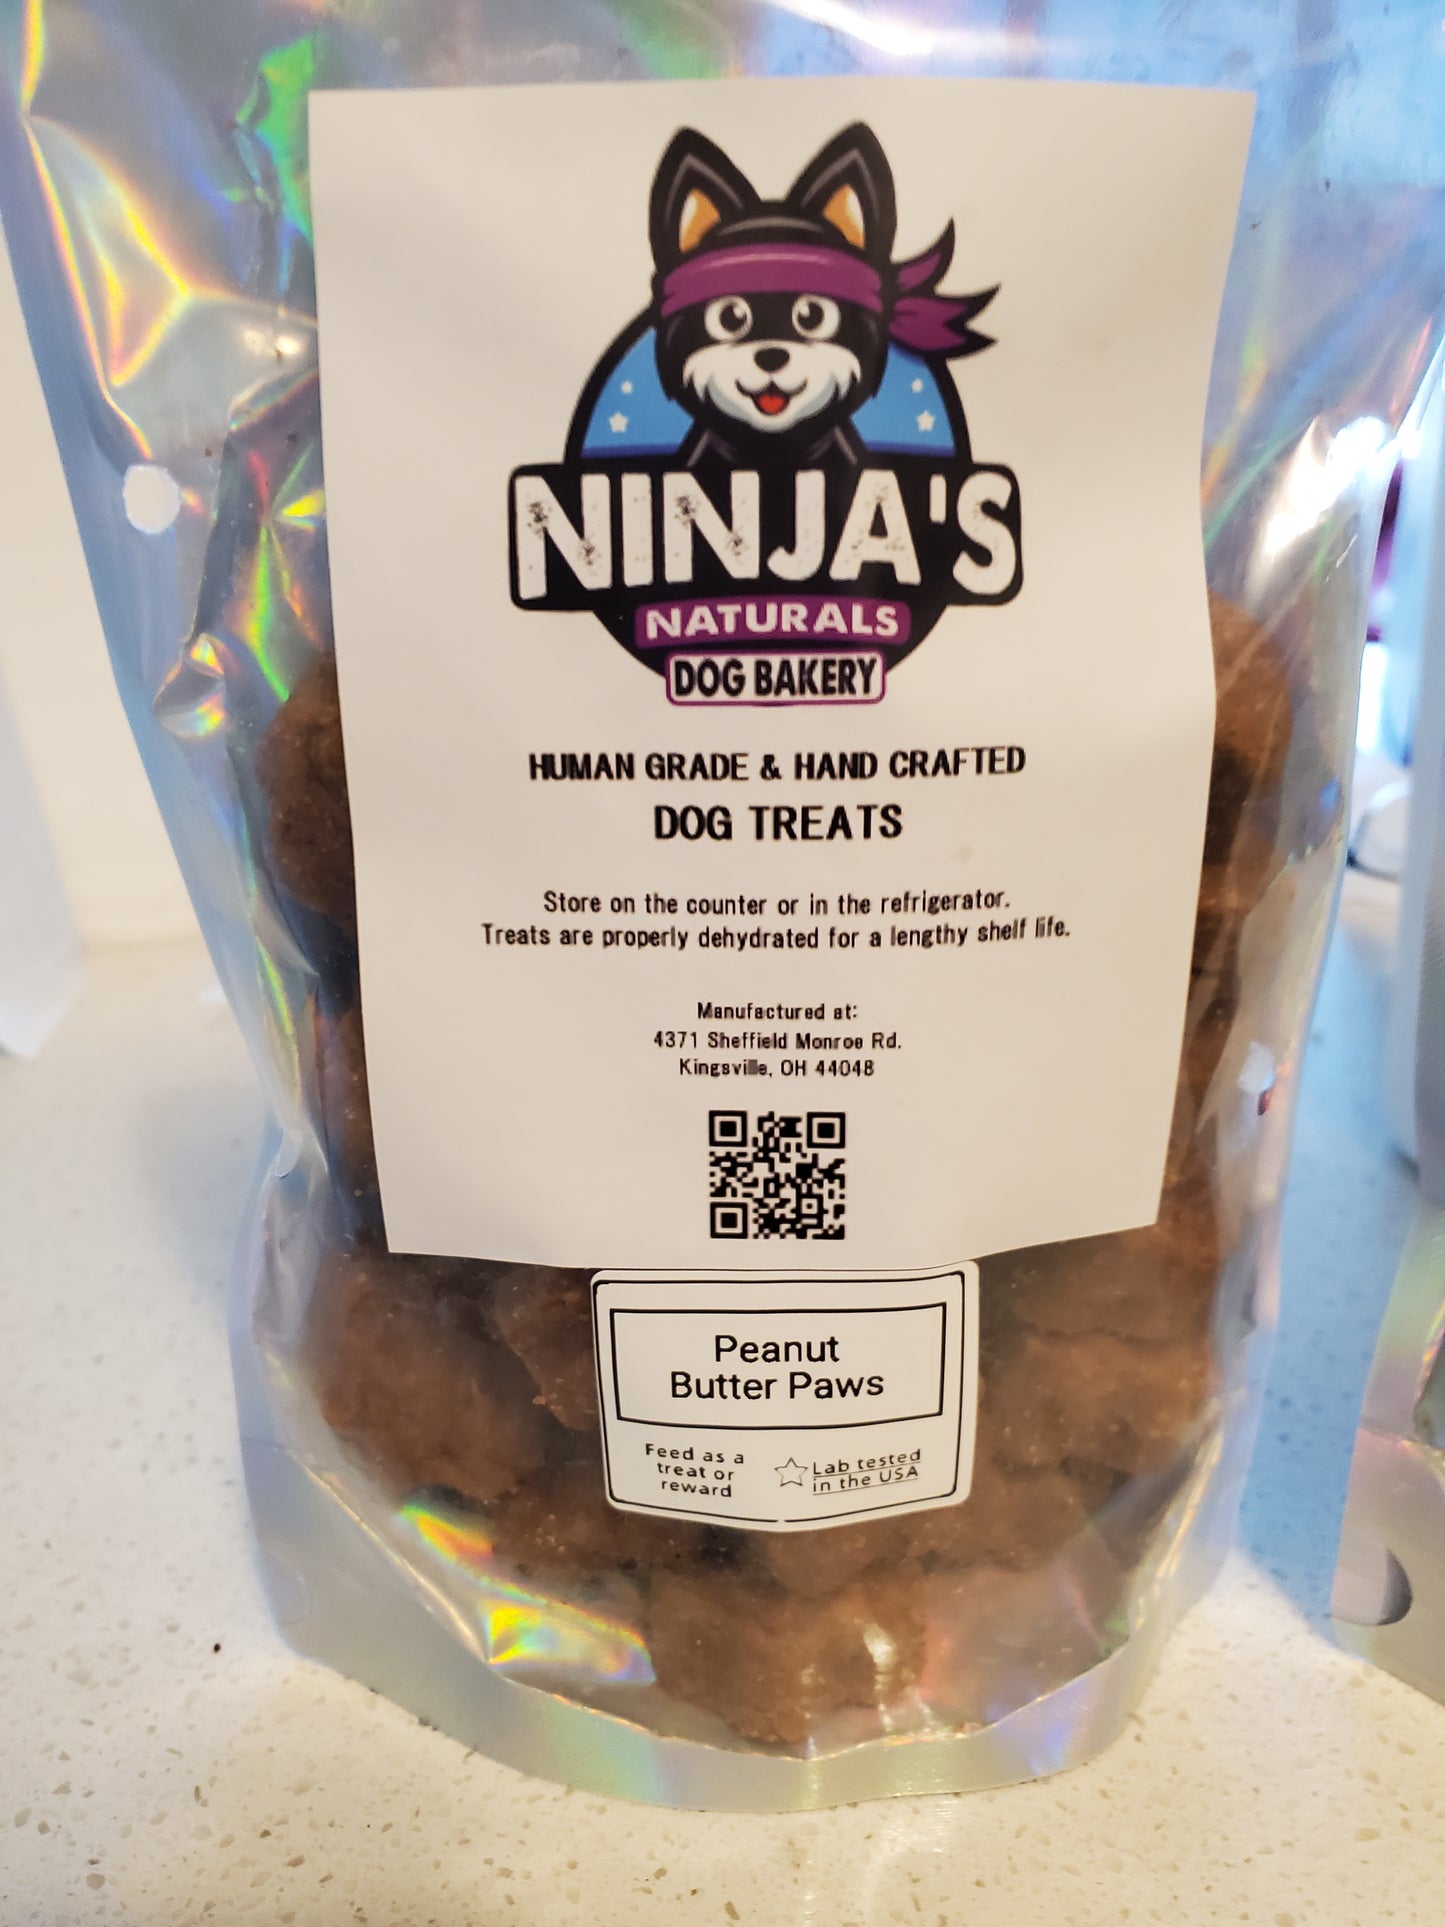 NINJA'S
NATURALS
DOG BAKERY
HUMAN GRADE & HAND CRAFTED
DOG TREATS
Store on the counter or in the refrigerator.
Treats are properly dehydrated for a lengthy shelf life.
Manufactured at:
4371 Sheffield Monroe Rd.
Kingsville, OH 44048
Peanut
Butter Paws
Feed as a
treat or
reward
Lab tested
in the USA